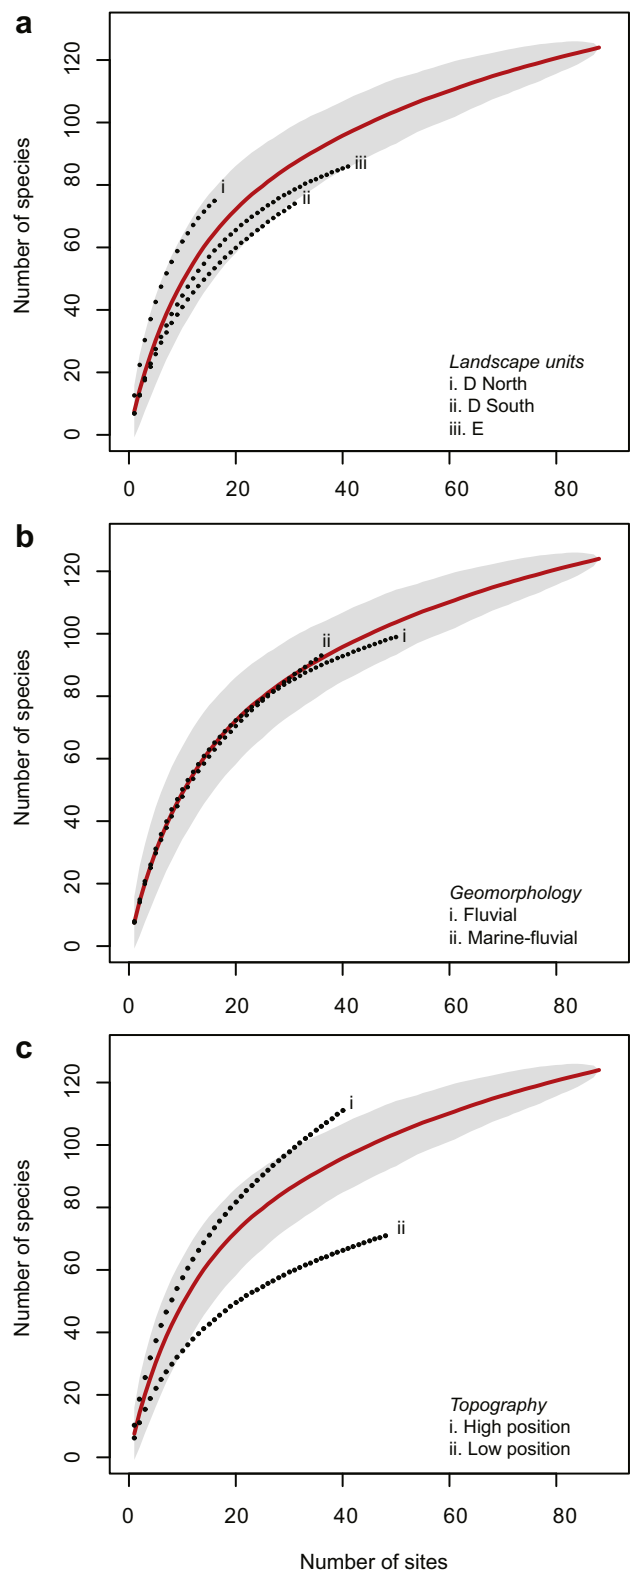 a
Number of species
120
100
80
60
40
20
0
i
iii
ii
Landscape units
i. D North
ii. D South
iii. E
0 20 40 60 80
b
Number of species
120
100
80
60
40
20
0
ii
i
Geomorphology
i. Fluvial
ii. Marine-fluvial
0 20 40 60 80
c
Number of species
120
100
80
60
40
20
0
i
ii
Topography
i. High position
ii. Low position
0 20 40 60 80
Number of sites